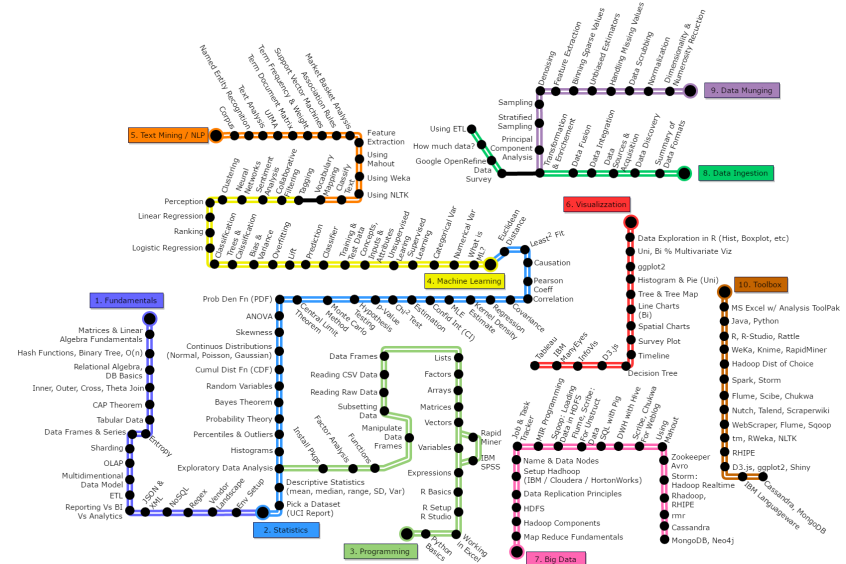 1. Fundamentals
Matrices & Linear
Algebra Fundamentals
Hash Functions, Binary Tree, O(n)
Relational Algebra,
DB Basics
Inner, Outer, Cross, Theta Join
CAP Theorem
Tabular Data
Data Frames & Series
Entropy
Sharding
OLAP
Multidimentional
Data Model
ETL
Reporting Vs BI
Vs Analytics
JSON &
XML
NoSQL
Regex
Vendor
Landscape
Env Setup
2. Statistics
Pick a Dataset
(UCI Report)
Descriptive Statistics
(mean, median, range, SD, Var)
Exploratory Data Analysis
Histograms
Percentiles & Outliers
Probability Theory
Bayes Theorem
Random Variables
Cumul Dist Fn (CDF)
Continuos Distributions
(Normal, Poisson, Gaussian)
Skewness
ANOVA
Prob Den Fn (PDF)
Central Limit
Theorem
Monte Carlo
Method
Hypothesis
Testing
p-Value
Chi² Test
Estimation
Confid Int (CI)
MLE
Kernel Density
Estimate
Regression
Covariance
Correlation
Pearson
Coeff
Causation
Least² Fit
Euclidean
Distance
3. Programming
Python
Basics
Working
in Excel
R Setup
R Studio
R Basics
Expressions
Variables
IBM
SPSS
Rapid
Miner
Vectors
Matrices
Arrays
Factors
Lists
Data Frames
Reading CSV Data
Reading Raw Data
Subsetting
Data
Manipulate
Data
Frames
Functions
Factor Analysis
Install Pkgs
4. Machine Learning
What is
ML?
Numerical Var
Categorical Var
Supervised
Learning
Unsupervised
Learing
Concepts,
Inputs &
Attributes
Training &
Test Data
Classifier
Prediction
Lift
Overfitting
Bias &
Variance
Trees &
Calissification
Classification
Logistic Regression
Ranking
Linear Regression
Perception
Clustering
Neural
Networks
Sentiment
Analysis
Collaborative
Filtering
Tagging
Vocabulary
Mapping
Classify
Text
5. Text Mining / NLP
Corpus
Named Entity Recognition
Text Analysis
UIMA
Term Document Matrix
Term Frequency & Weight
Support Vector Machines
Association Rules
Market Basket Analysis
Feature
Extraction
Using
Mahout
Using Weka
Using NLTK
6. Visualizzation
Data Exploration in R (Hist, Boxplot, etc)
Uni, Bi % Multivariate Viz
ggplot2
Histogram & Pie (Uni)
Tree & Tree Map
Line Charts
(Bi)
Spatial Charts
Survey Plot
Timeline
Decision Tree
D3.js
InfoVis
ManyEyes
IBM
Tableau
7. Big Data
Map Reduce Fundamentals
Hadoop Components
HDFS
Data Replication Principles
Setup Hadhoop
(IBM / Cloudera / HortonWorks)
Name & Data Nodes
Job & Task
Tracker
MIR Programming
Sqoop: Loading
Data in HDFS
Flume, Scribe:
For Unstruct
Data
SQL with Pig
DWH with Hive
Scribe, Chukwa
For Weblog
Using
Mahout
Zookeeper
Avro
Storm:
Hadoop Realtime
Rhadoop,
RHIPE
rmr
Cassandra
MongoDB, Neo4j
8. Data Ingestion
Summary of
Data Formats
Data Discovery
Data
Sources &
Acquisition
Data Integration
Data Fusion
Transformation
& Enrichment
Data
Survey
Google OpenRefine
How much data?
Using ETL
9. Data Munging
Dimensionality &
Numerosity Recuction
Normalization
Data Scrubbing
Handling Missing Values
Unbiased Estimators
Binning Sparse Values
Feature Extraction
Denoising
Sampling
Stratified
Sampling
Principal
Component
Analysis
10. Toolbox
MS Excel w/ Analysis ToolPak
Java, Python
R, R-Studio, Rattle
WeKa, Knime, RapidMiner
Hadoop Dist of Choice
Spark, Storm
Flume, Scibe, Chukwa
Nutch, Talend, Scraperwiki
WebScraper, Flume, Sqoop
tm, RWeka, NLTK
RHIPE
D3.js, ggplot2, Shiny
IBM Languageware
Cassandra, MongoDB